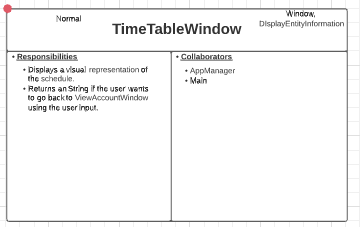 Normal
TimeTableWindow
Window,
DIsplayEntityInformation
• Responsibilities
• Displays a visual representation of
the schedule.
• Returns an String if the user wants
to go back to ViewAccountWindow
using the user input.
• Collaborators
• AppManager
• Main